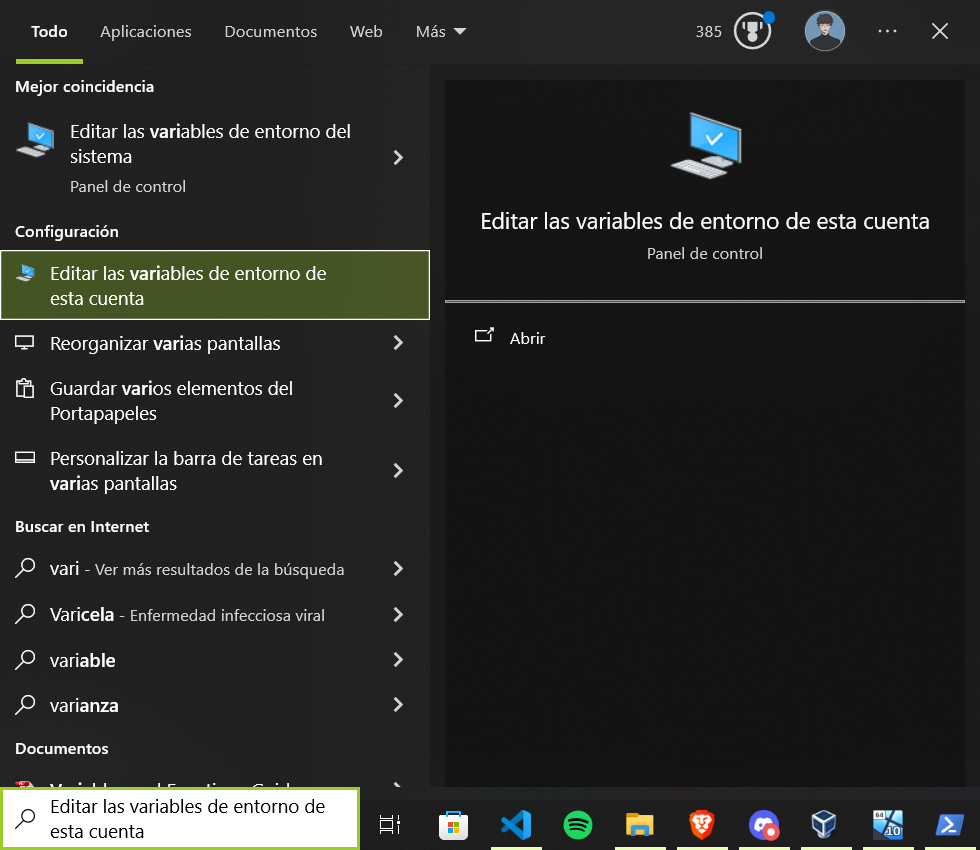 Todo Aplicaciones Documentos Web Más 385
Mejor coincidencia
Editar las variables de entorno del
sistema
Panel de control
Configuración
Editar las variables de entorno de
esta cuenta
Reorganizar varias pantallas
Guardar varios elementos del
Portapapeles
Personalizar la barra de tareas en
varias pantallas
Buscar en Internet
vari - Ver más resultados de la búsqueda
Varicela - Enfermedad infecciosa viral
variable
varianza
Documentos
Editar las variables de entorno de esta cuenta
Panel de control
Abrir
Editar las variables de entorno de
esta cuenta
64
10